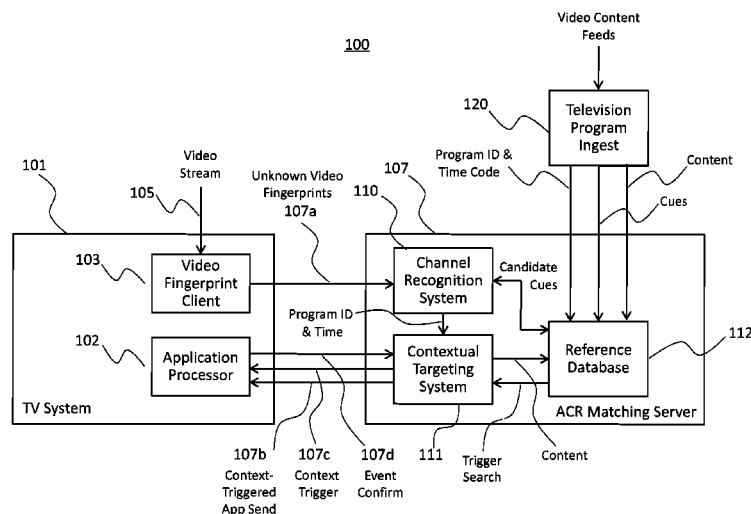 Video Content
Feeds
100
120
Television
Program
Ingest
101
Video
Stream
105
Unknown Video
Fingerprints
107a
107
110
Program ID &
Time Code
Content
Cues
103
Video
Fingerprint
Client
Channel
Recognition
System
Candidate
Cues
Program ID
& Time
102
Application
Processor
Contextual
Targeting
System
Reference
Database
112
TV System
ACR Matching Server
107b
107c
107d
111
Context-
Triggered
App Send
Context
Trigger
Event
Confirm
Trigger
Search
Content